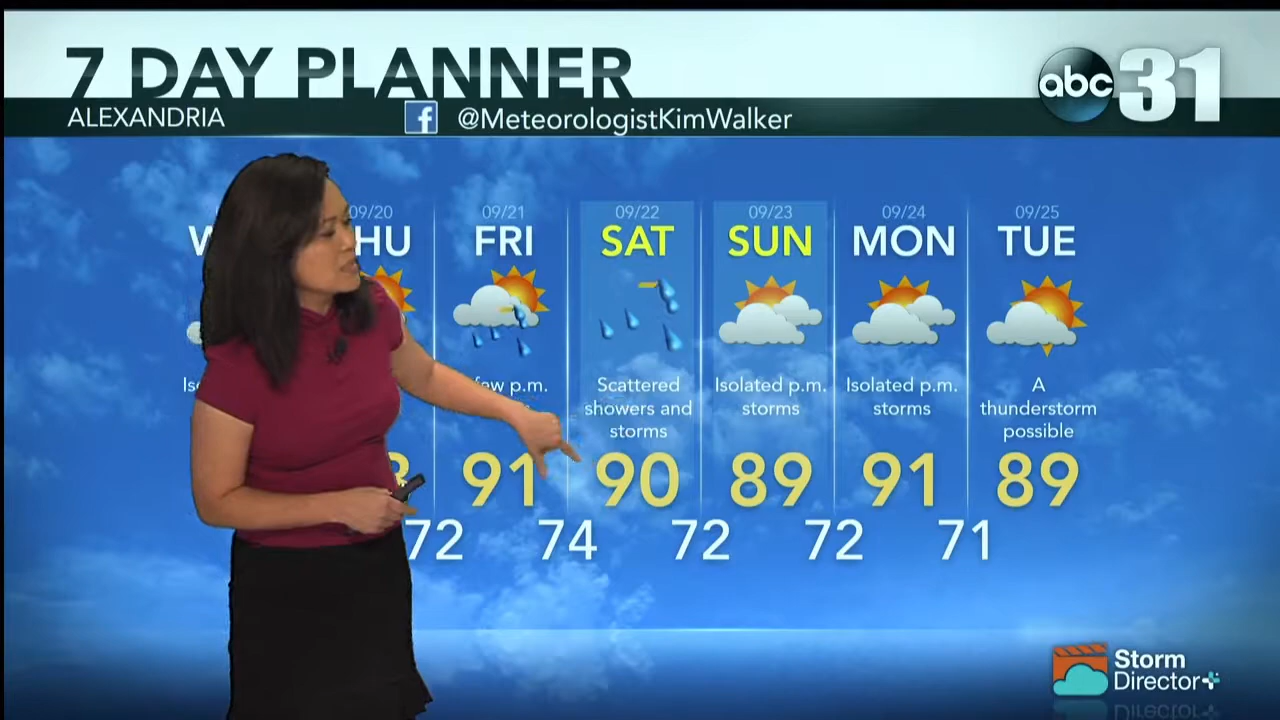 7 DAY PLANNER
abc 31
ALEXANDRIA
f @MeteorologistKimWalker
09/20 09/21 09/22 09/23 09/24 09/25
FRI SAT SUN MON TUE
p.m.
Scattered
showers and
storms
Isolated p.m.
storms
Isolated p.m.
storms
A
thunderstorm
possible
91 90 89 91 89
72 74 72 72 71
Storm
Director+